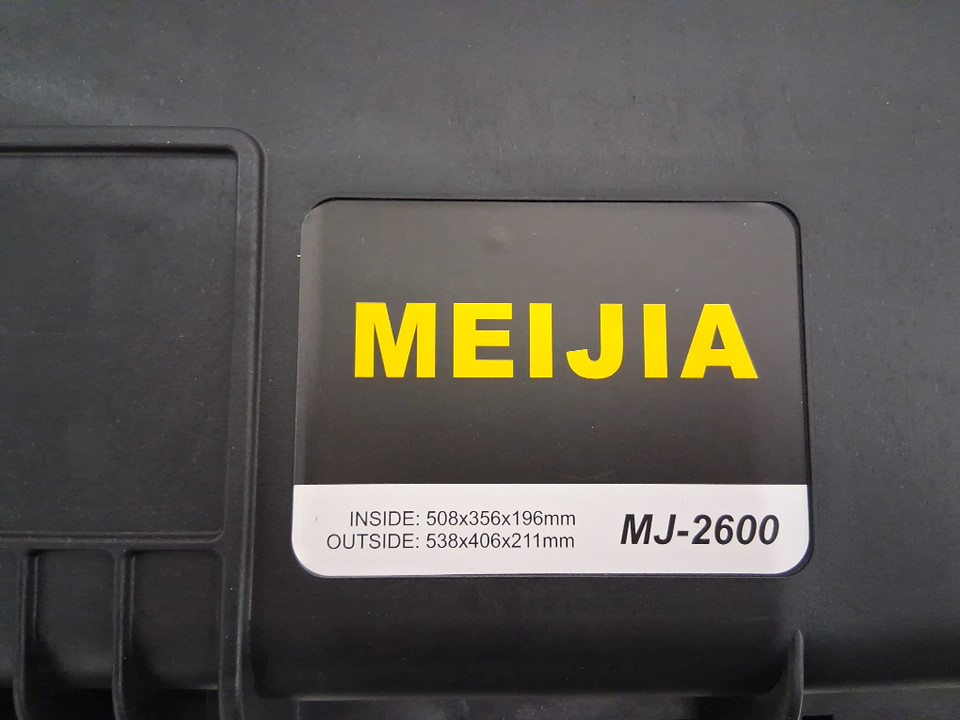 MEIJIA
INSIDE: 508x356x196mm
OUTSIDE: 538x406x211mm
MJ-2600